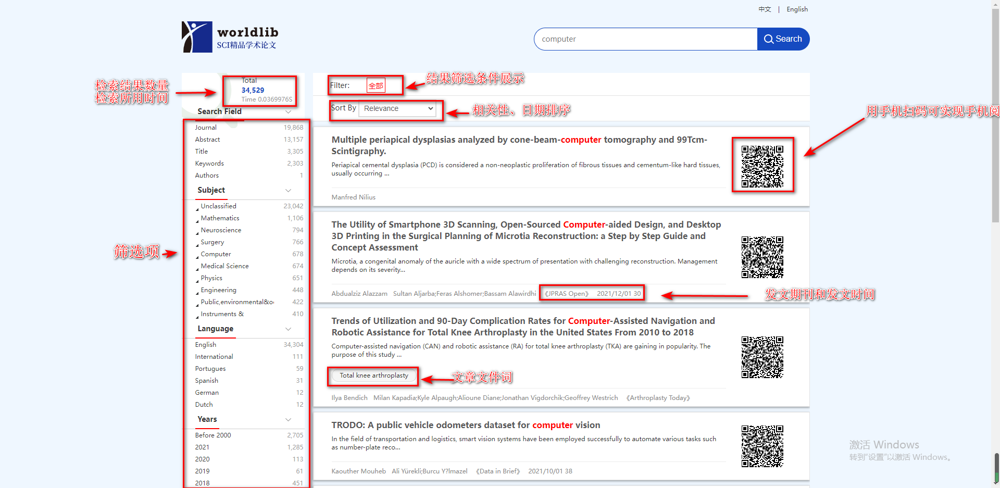 中文 | English
worldlib
SCI精品学术论文
computer
Search
检索结果数量
检索所用时间
Total
34,529
Time 0.0369976S
Search Field
Journal 19,868
Abstract 13,157
Title 3,305
Keywords 2,303
Authors 1
Subject
Unclassified 23,042
Mathematics 1,106
Neuroscience 794
Surgery 766
Computer 678
Medical Science 674
Physics 651
Engineering 448
Public,environmental&o 422
Instruments & 410
Language
English 34,304
International 111
Portugues 59
Spanish 31
German 12
Dutch 12
Years
Before 2000 2,705
2021 1,285
2020 113
2019 61
2018 451
筛选项
Filter: 全部
结果筛选条件展示
Sort By Relevance
相关性、日期排序
用手机扫码可实现手机阅
Multiple periapical dysplasias analyzed by cone-beam-computer tomography and 99Tcm-
Scintigraphy.
Periapical cemental dysplasia (PCD) is considered a non-neoplastic proliferation of fibrous tissues and cementum-like hard tissues,
usually occurring ...
Manfred Nilius
The Utility of Smartphone 3D Scanning, Open-Sourced Computer-aided Design, and Desktop
3D Printing in the Surgical Planning of Microtia Reconstruction: a Step by Step Guide and
Concept Assessment
Microtia, a congenital anomaly of the auricle with a wide spectrum of presentation with challenging reconstruction. Management
depends on its severity...
Abdualziz Alazzam Sultan Aljarba;Feras Alshomer;Bassam Alawirdhi 《JPRAS Open》 2021/12/01 30
发文期刊和发文时间
Trends of Utilization and 90-Day Complication Rates for Computer-Assisted Navigation and
Robotic Assistance for Total Knee Arthroplasty in the United States From 2010 to 2018
Computer-assisted navigation (CAN) and robotic assistance (RA) for total knee arthroplasty (TKA) are gaining in popularity. The
purpose of this study ...
Total knee arthroplasty
文章文件词
Ilya Bendich Milan Kapadia;Kyle Alpaugh;Alioune Diane;Jonathan Vigdorchik;Geoffrey Westrich 《Arthroplasty Today》
TRODO: A public vehicle odometers dataset for computer vision
In the field of transportation and logistics, smart vision systems have been employed successfully to automate various tasks such
as number-plate reco...
Kaouther Mouheb Ali Yürekli;Burcu Y?lmazel 《Data in Brief》 2021/10/01 38
激活 Windows
转到"设置"以激活 Windows。